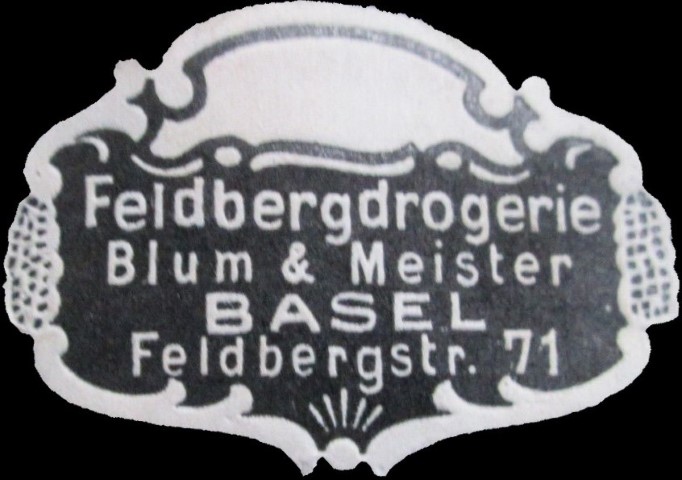 Feldbergdrogerie
Blum & Meister
BASEL
Feldbergstr. 71